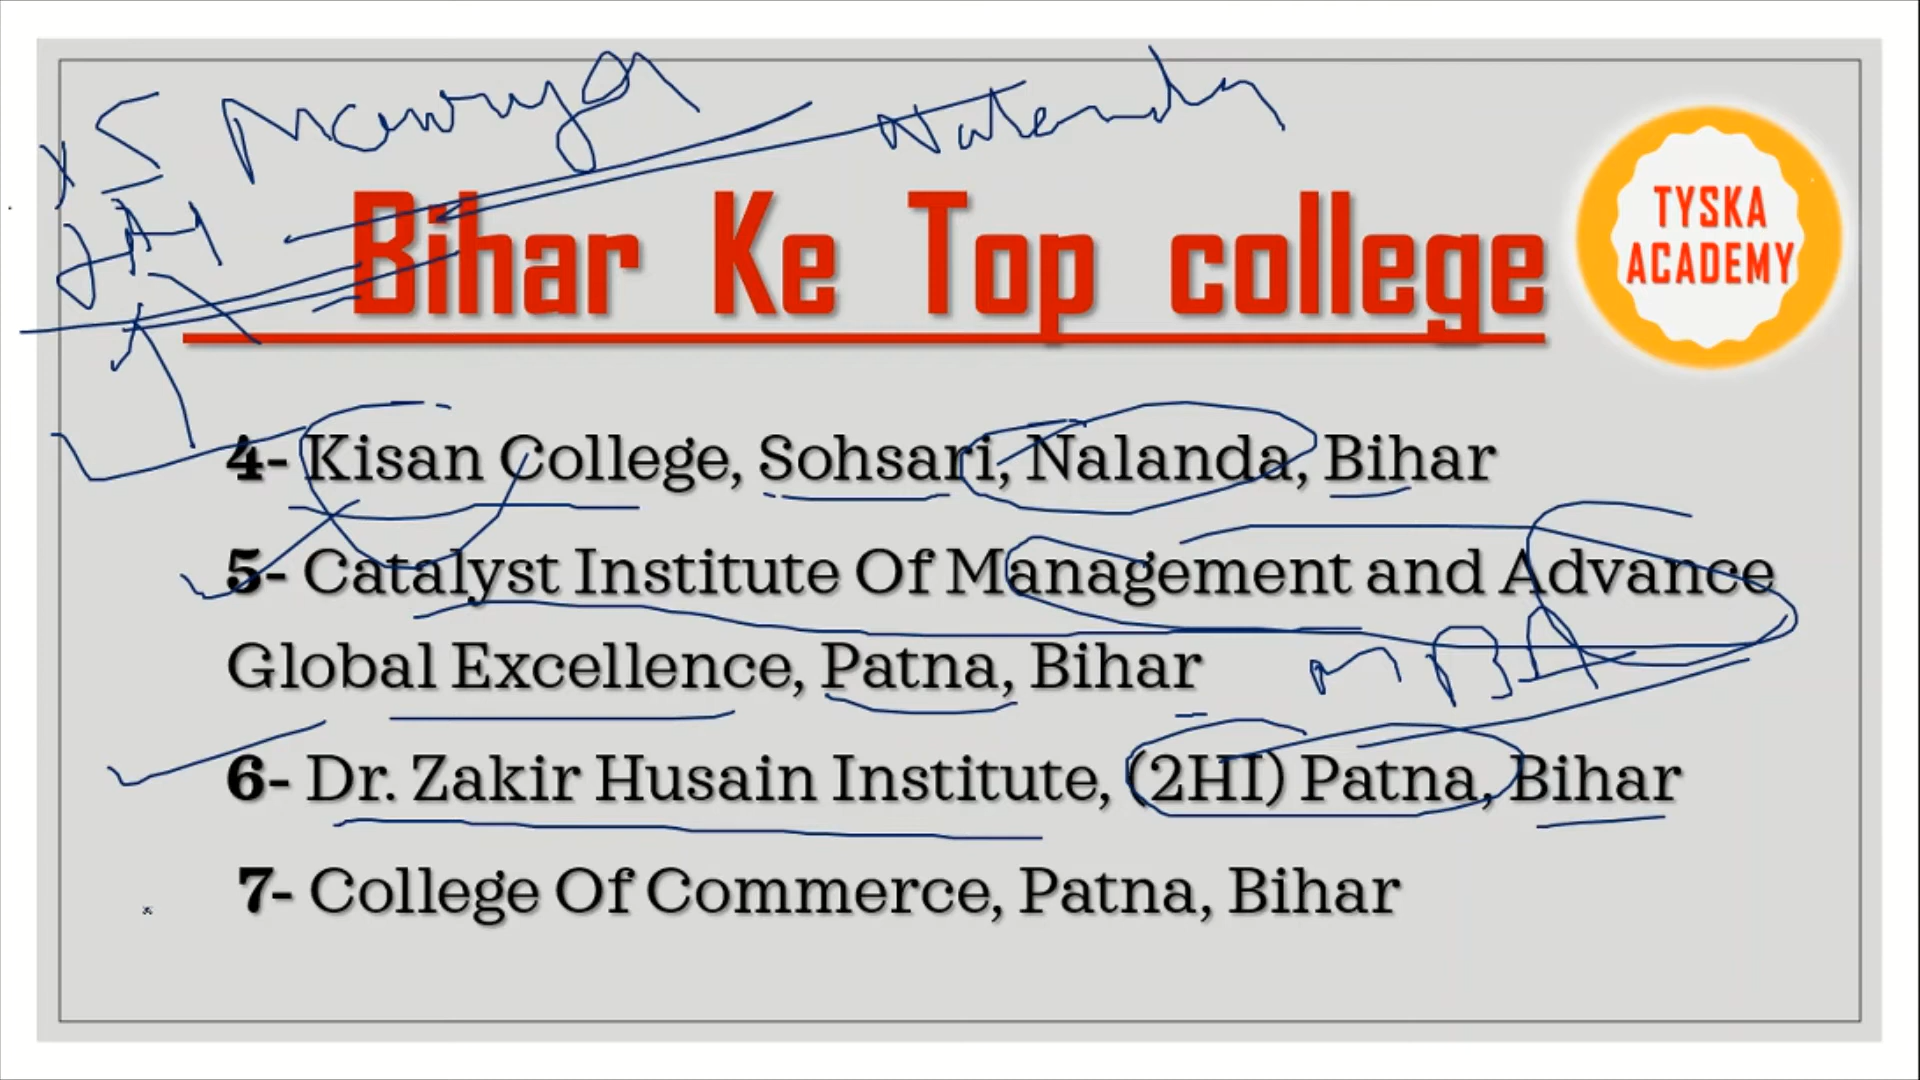 Mawrya Nalanda
Bihar Ke Top college
TYSKA
ACADEMY
4- Kisan College, Sohsari, Nalanda, Bihar
5- Catalyst Institute Of Management and Advance
Global Excellence, Patna, Bihar
MBA
6- Dr. Zakir Husain Institute, (2HI) Patna, Bihar
7- College Of Commerce, Patna, Bihar